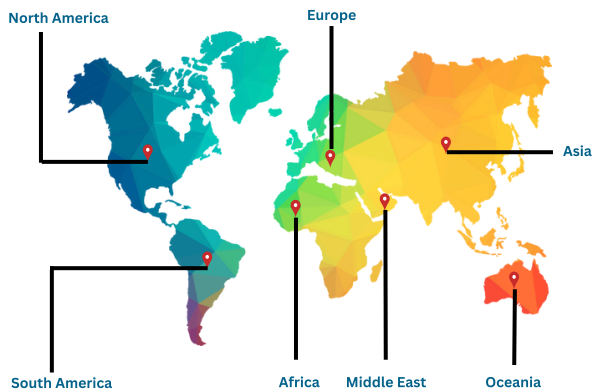 Europe
North America
Asia
South America
Africa
Middle East
Oceania